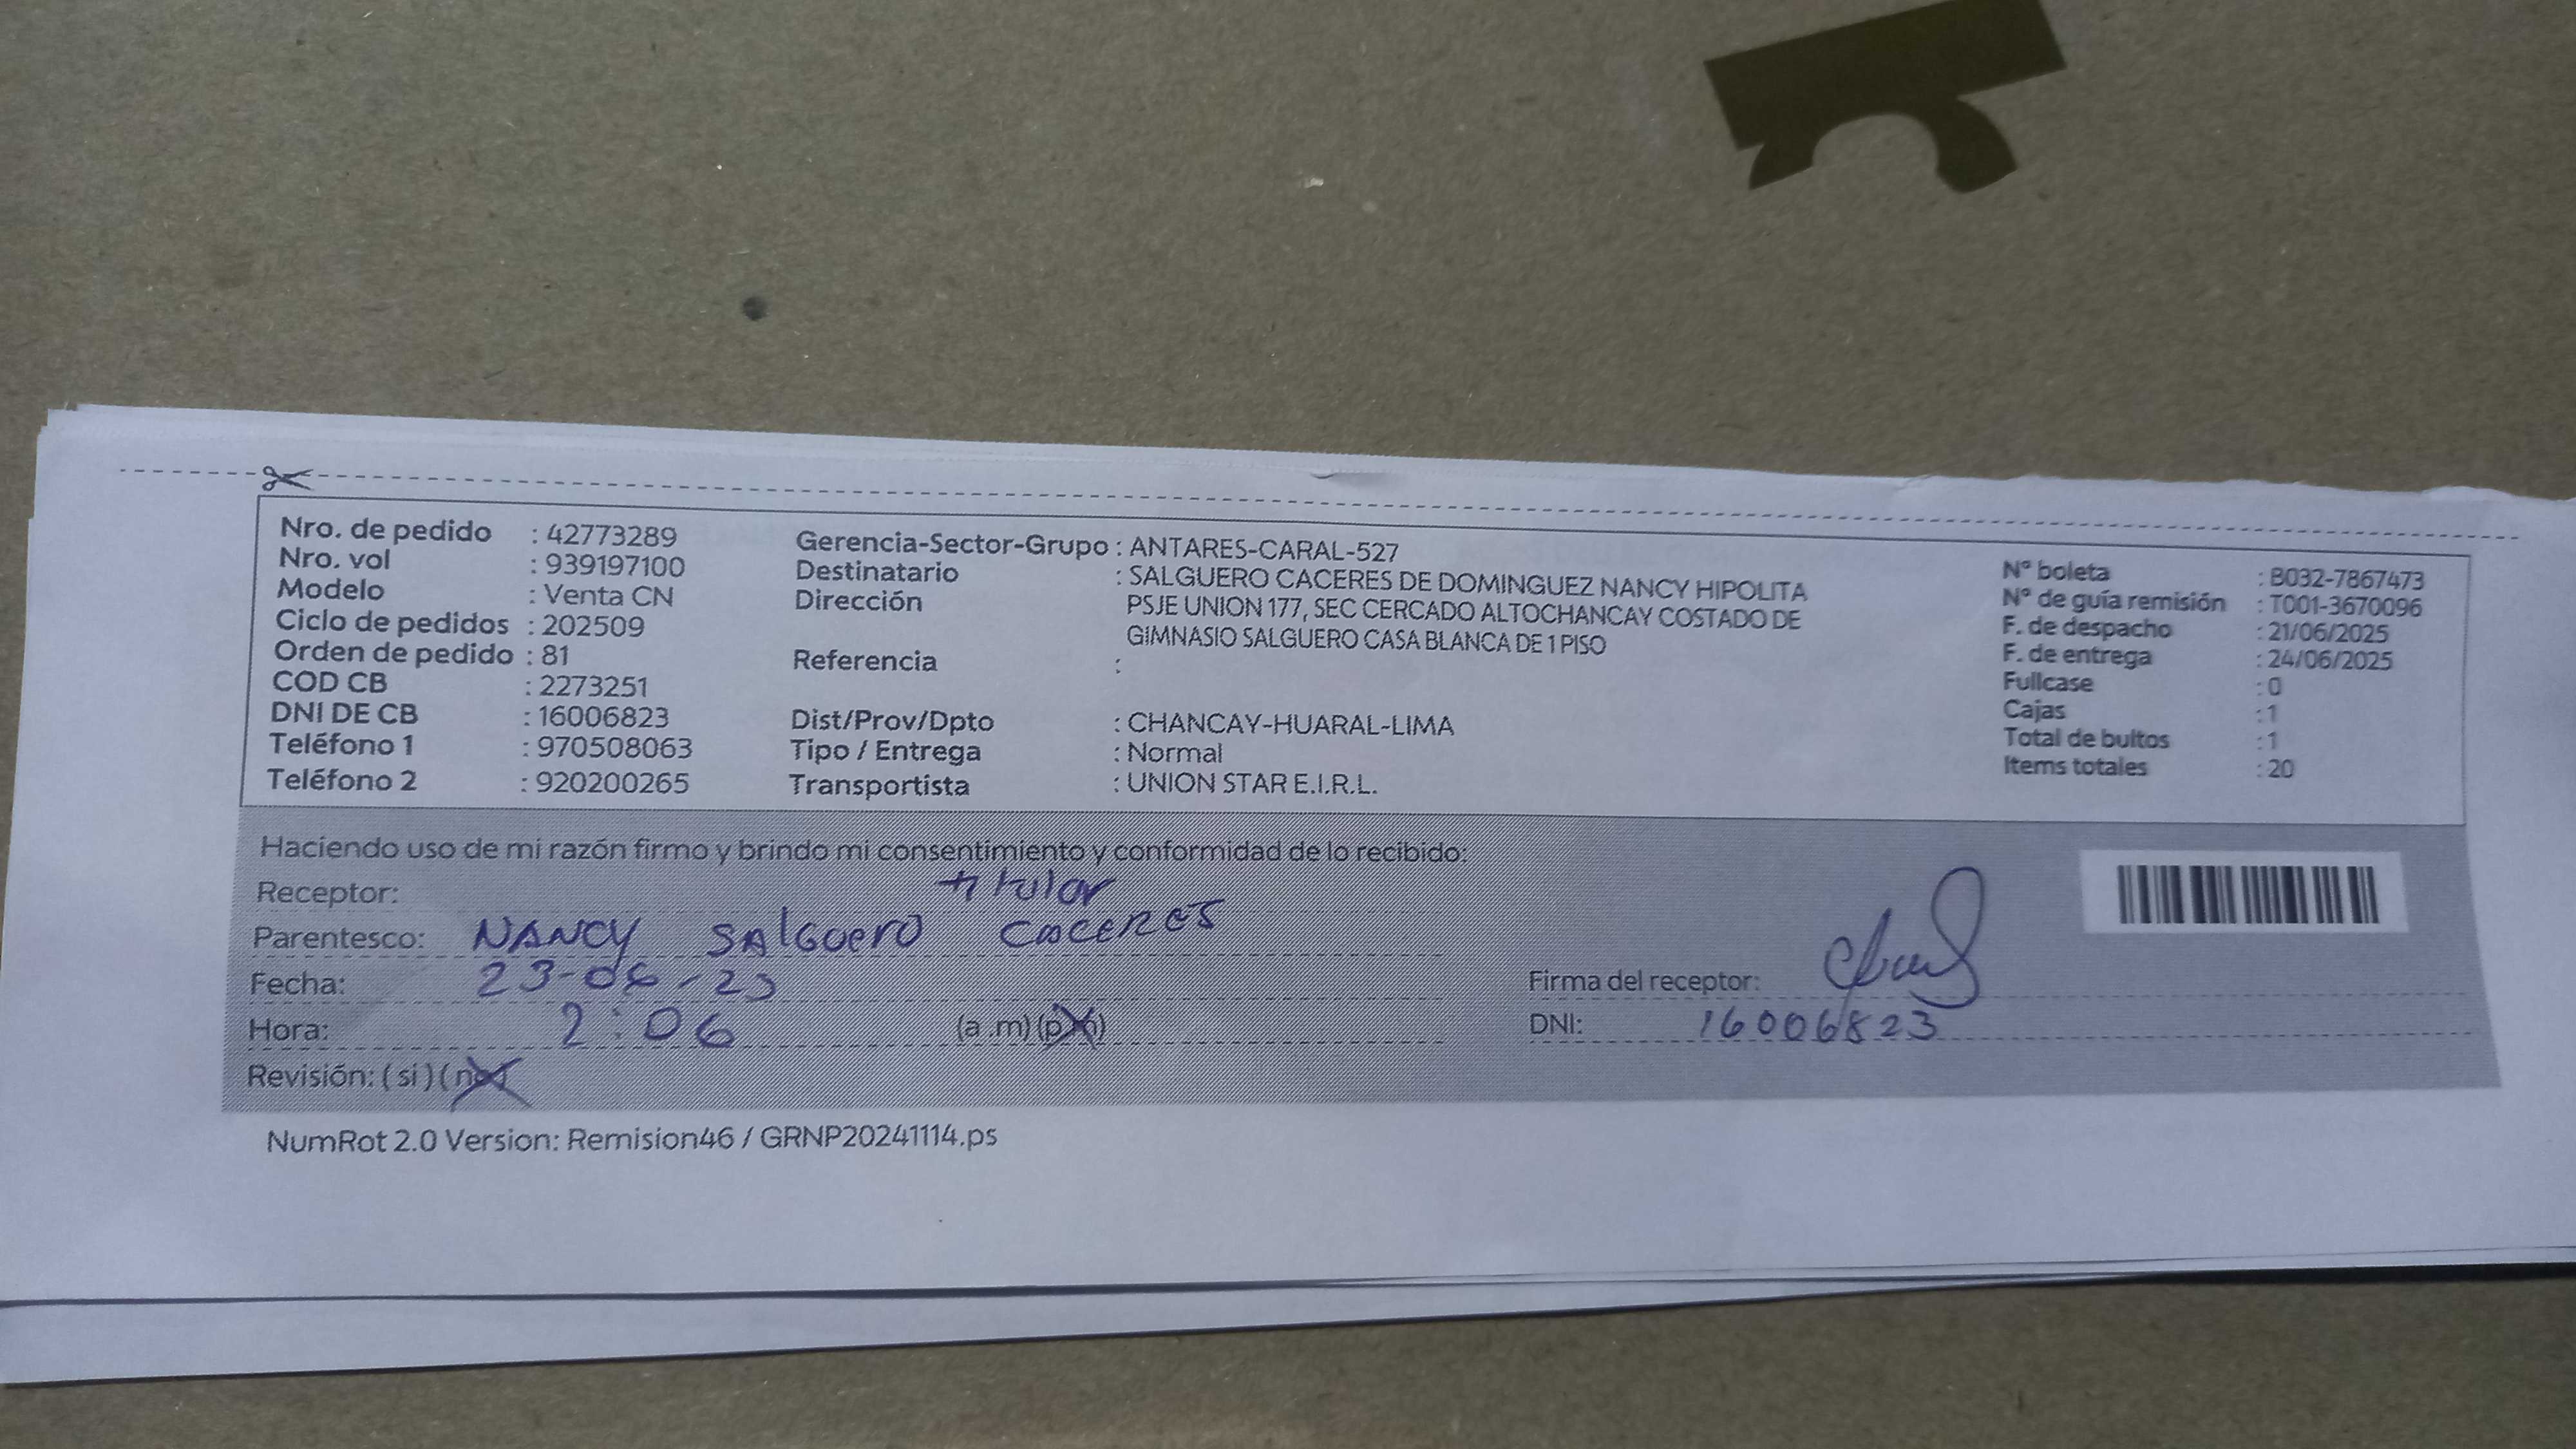 Nro. de pedido : 42773289
Nro. vol : 939197100
Modelo : Venta CN
Ciclo de pedidos : 202509
Orden de pedido : 81
COD CB : 2273251
DNI DE CB : 16006823
Teléfono 1 : 970508063
Teléfono 2 : 920200265
Gerencia-Sector-Grupo : ANTARES-CARAL-527
Destinatario : SALGUERO CACERES DE DOMINGUEZ NANCY HIPOLITA
Dirección PSJE UNION 177, SEC CERCADO ALTOCHANCAY COSTADO DE
GIMNASIO SALGUERO CASA BLANCA DE 1 PISO
Referencia :
Dist/Prov/Dpto : CHANCAY-HUARAL-LIMA
Tipo / Entrega : Normal
Transportista : UNION STAR E.I.R.L.
N° boleta : B032-7867473
N° de guía remisión : T001-3670096
F. de despacho : 21/06/2025
F. de entrega : 24/06/2025
Fullcase : 0
Cajas : 1
Total de bultos : 1
Items totales : 20
Haciendo uso de mi razón firmo y brindo mi consentimiento y conformidad de lo recibido:
Receptor: titular
Parentesco: NANCY SAlGuero CACERES
Fecha: 23-06-23
Hora: 2:06 (a .m) (p.m)
Revisión: ( si ) ( no )
Firma del receptor:
DNI: 16006823
NumRot 2.0 Version: Remision46 / GRNP20241114.ps